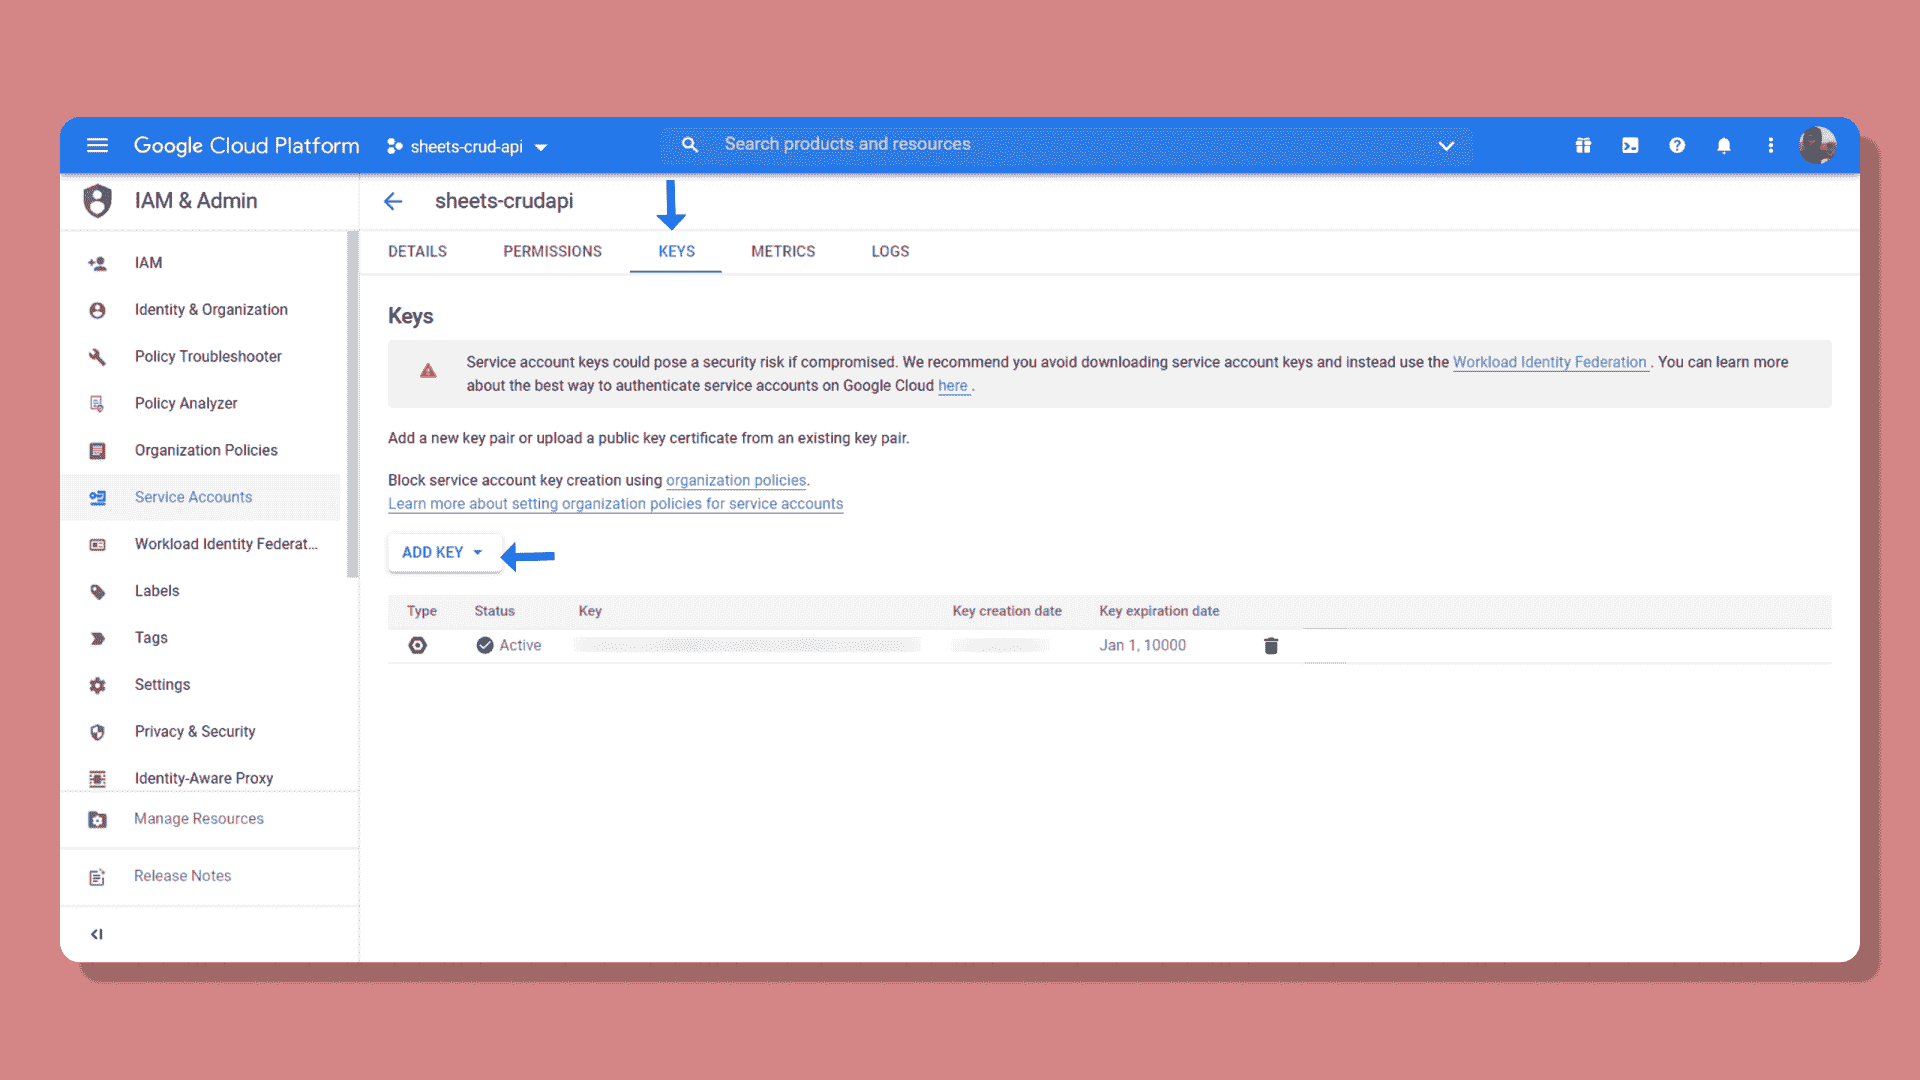 Google Cloud Platform
sheets-crud-api
Search products and resources
IAM & Admin
sheets-crudapi
DETAILS
PERMISSIONS
KEYS
METRICS
LOGS
IAM
Identity & Organization
Policy Troubleshooter
Policy Analyzer
Organization Policies
Service Accounts
Workload Identity Federat...
Labels
Tags
Settings
Privacy & Security
Identity-Aware Proxy
Manage Resources
Release Notes
Keys
Service account keys could pose a security risk if compromised. We recommend you avoid downloading service account keys and instead use the Workload Identity Federation . You can learn more
about the best way to authenticate service accounts on Google Cloud here .
Add a new key pair or upload a public key certificate from an existing key pair.
Block service account key creation using organization policies.
Learn more about setting organization policies for service accounts
ADD KEY
Type Status Key Key creation date Key expiration date
Active Jan 1, 10000